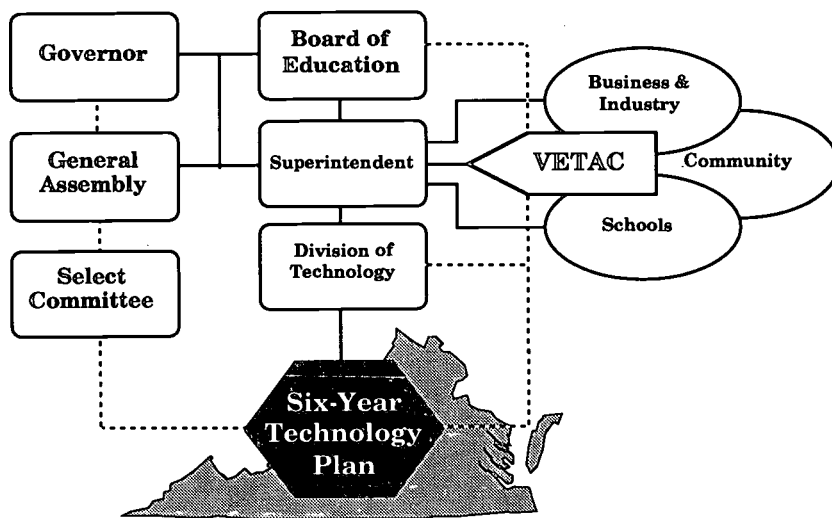 Governor
Board of
Education
Business &
Industry
General
Assembly
Superintendent
VETAC
Community
Schools
Select
Committee
Division of
Technology
Six-Year
Technology
Plan